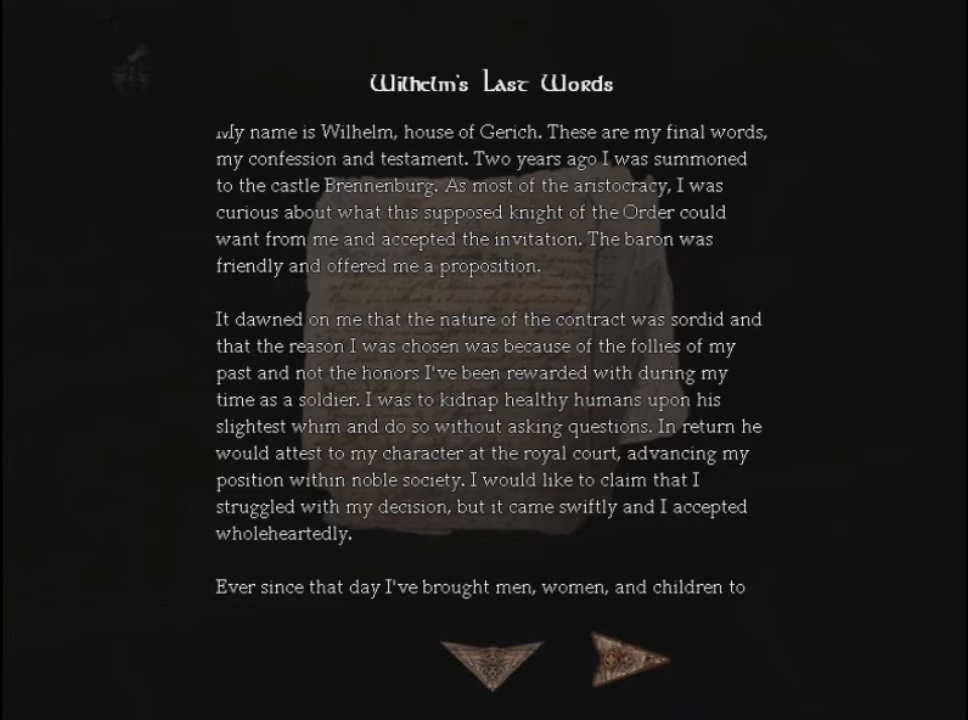 Wilhelm's Last Words
My name is Wilhelm, house of Gerich. These are my final words,
my confession and testament. Two years ago I was summoned
to the castle Brennenburg. As most of the aristocracy, I was
curious about what this supposed knight of the Order could
want from me and accepted the invitation. The baron was
friendly and offered me a proposition.
It dawned on me that the nature of the contract was sordid and
that the reason I was chosen was because of the follies of my
past and not the honors I've been rewarded with during my
time as a soldier. I was to kidnap healthy humans upon his
slightest whim and do so without asking questions. In return he
would attest to my character at the royal court, advancing my
position within noble society. I would like to claim that I
struggled with my decision, but it came swiftly and I accepted
wholeheartedly.
Ever since that day I've brought men, women, and children to